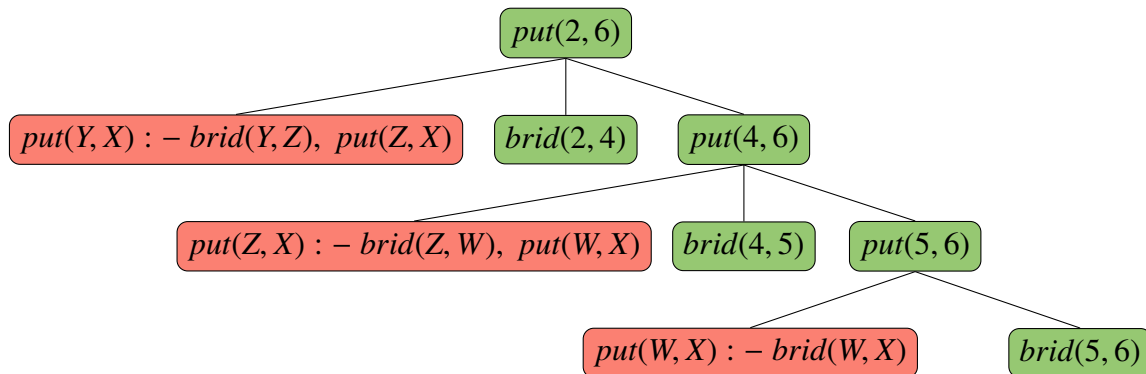 put(2, 6)
put(Y, X) : − brid(Y, Z), put(Z, X)
brid(2, 4)
put(4, 6)
put(Z, X) : − brid(Z, W), put(W, X)
brid(4, 5)
put(5, 6)
put(W, X) : − brid(W, X)
brid(5, 6)